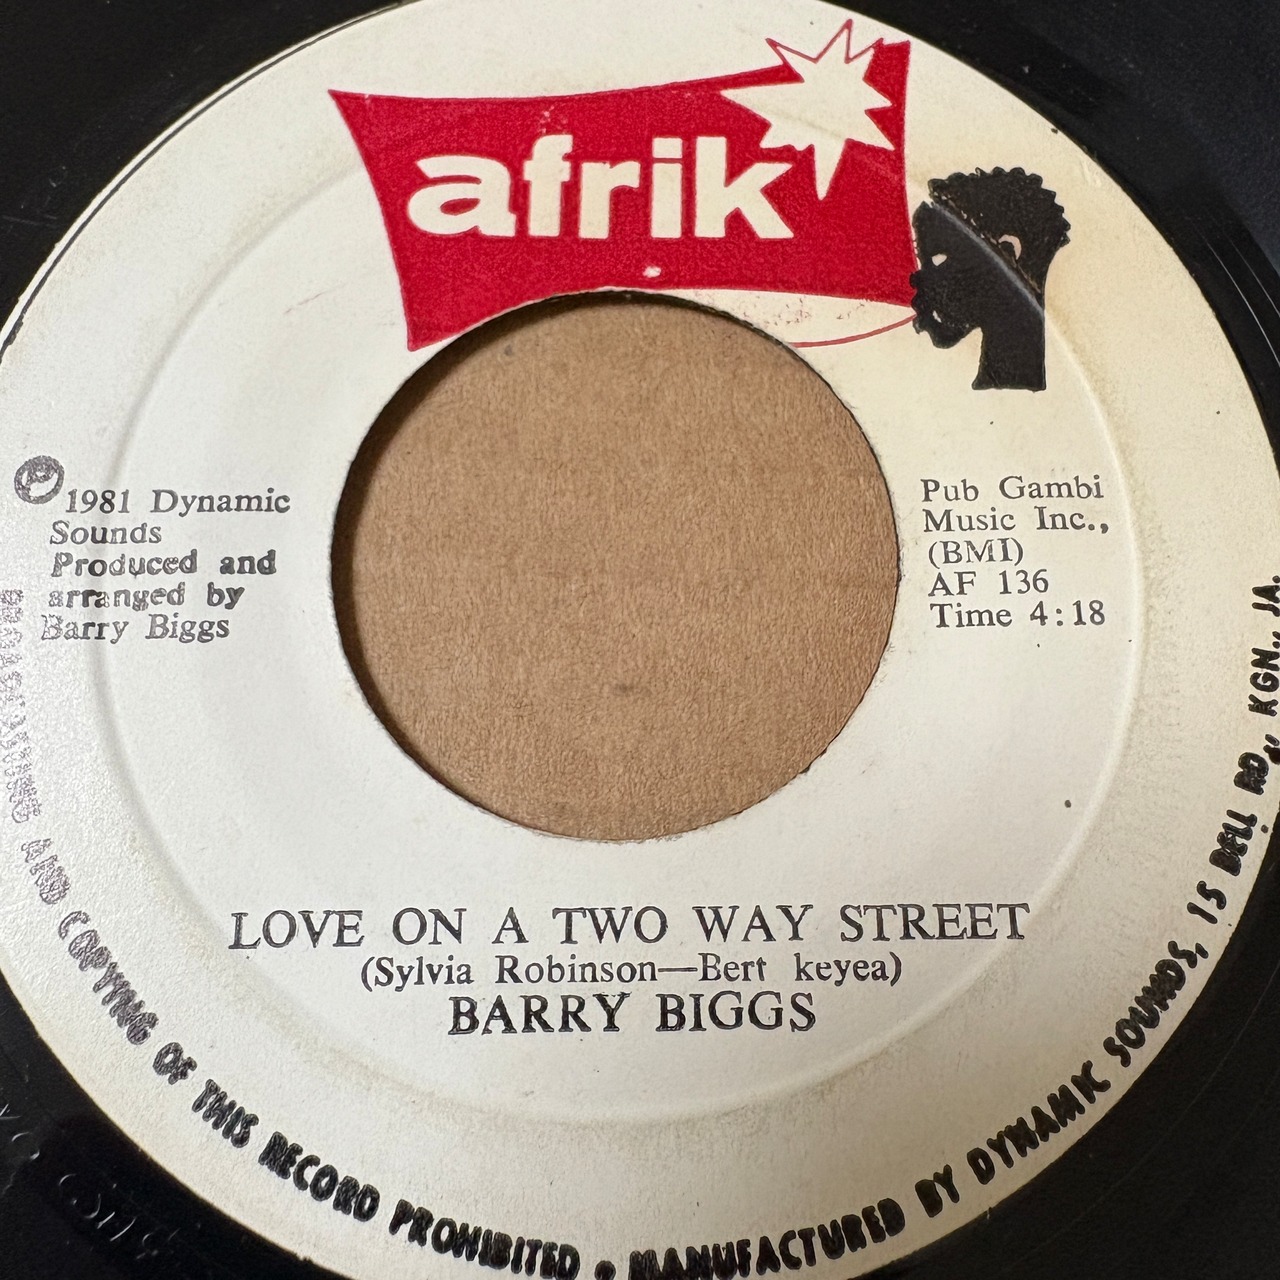 afrik
℗ 1981 Dynamic
Sounds
Produced and
arranged by
Barry Biggs
Pub Gambi
Music Inc.,
(BMI)
AF 136
Time 4:18
LOVE ON A TWO WAY STREET
(Sylvia Robinson—Bert keyea)
BARRY BIGGS
BROADCASTING AND COPYING OF THIS RECORD PROHIBITED • MANUFACTURED BY DYNAMIC SOUNDS, 15 BELL RD., KGN., JA.